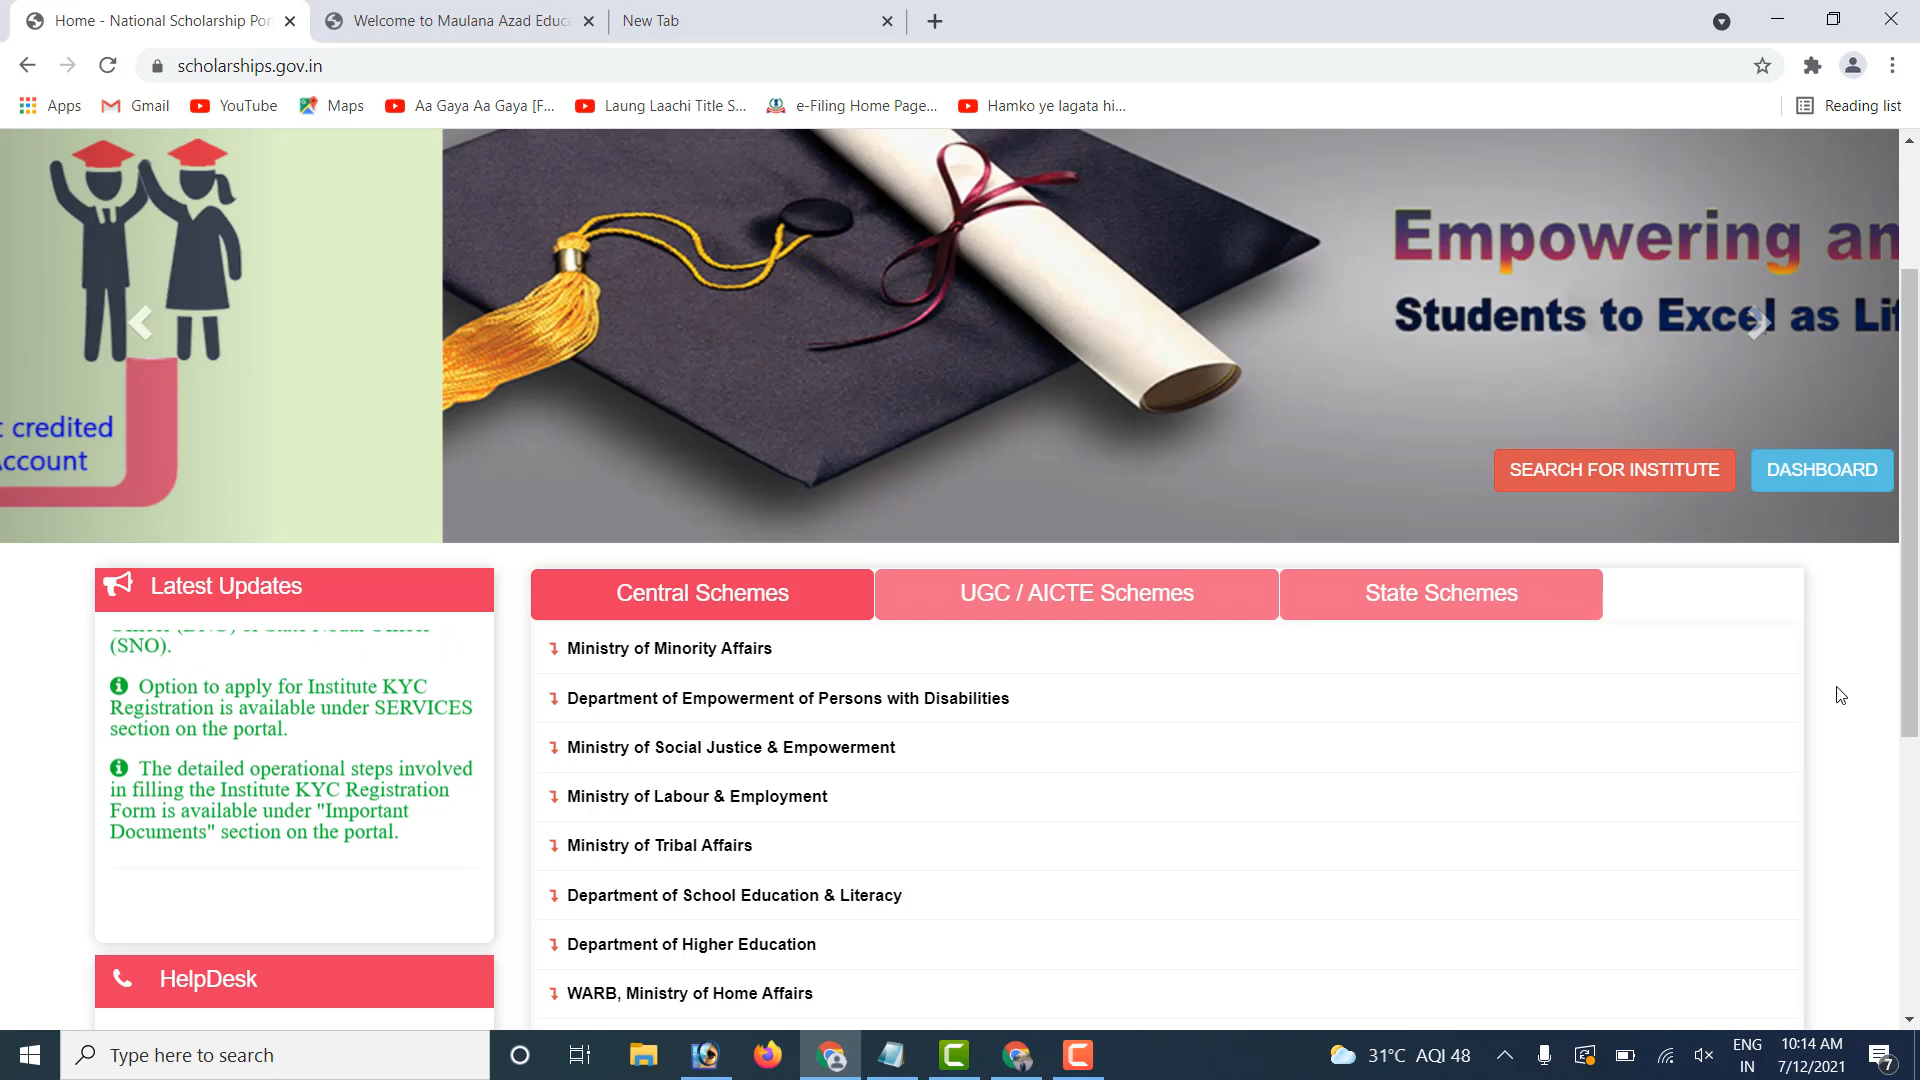 Home - National Scholarship Por
Welcome to Maulana Azad Educa
New Tab
scholarships.gov.in
Apps
Gmail
YouTube
Maps
Aa Gaya Aa Gaya [F...
Laung Laachi Title S...
e-Filing Home Page...
Hamko ye lagata hi...
Reading list
Empowering an
Students to Excel as Lif
credited
ccount
SEARCH FOR INSTITUTE
DASHBOARD
Latest Updates
(SNO).
Option to apply for Institute KYC
Registration is available under SERVICES
section on the portal.
The detailed operational steps involved
in filling the Institute KYC Registration
Form is available under "Important
Documents" section on the portal.
HelpDesk
Central Schemes
UGC / AICTE Schemes
State Schemes
Ministry of Minority Affairs
Department of Empowerment of Persons with Disabilities
Ministry of Social Justice & Empowerment
Ministry of Labour & Employment
Ministry of Tribal Affairs
Department of School Education & Literacy
Department of Higher Education
WARB, Ministry of Home Affairs
Type here to search
31°C AQI 48
ENG
IN
10:14 AM
7/12/2021
7